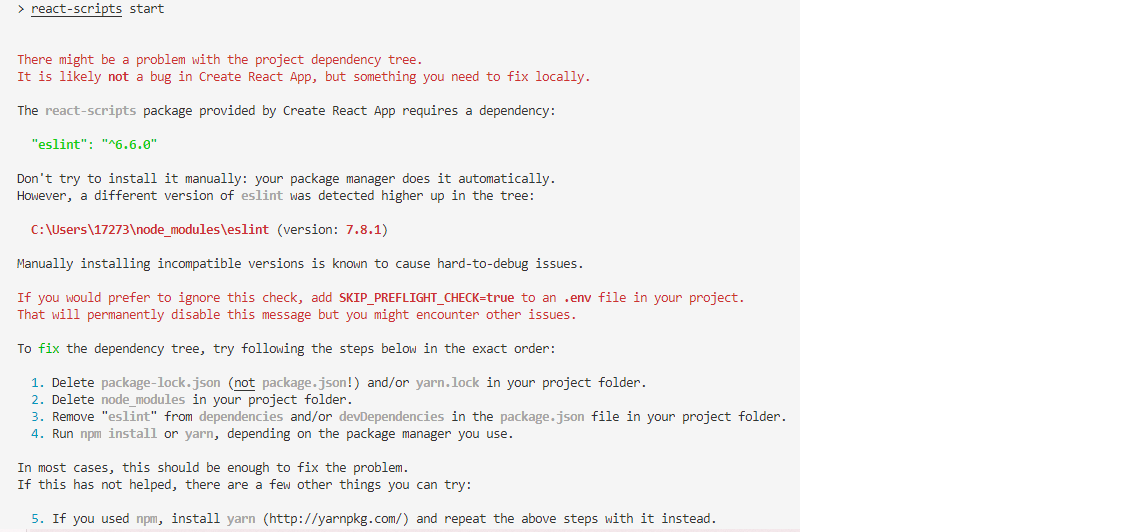 > react-scripts start
There might be a problem with the project dependency tree.
It is likely not a bug in Create React App, but something you need to fix locally.
The react-scripts package provided by Create React App requires a dependency:
"eslint": "^6.6.0"
Don't try to install it manually: your package manager does it automatically.
However, a different version of eslint was detected higher up in the tree:
C:\Users\17273\node_modules\eslint (version: 7.8.1)
Manually installing incompatible versions is known to cause hard-to-debug issues.
If you would prefer to ignore this check, add SKIP_PREFLIGHT_CHECK=true to an .env file in your project.
That will permanently disable this message but you might encounter other issues.
To fix the dependency tree, try following the steps below in the exact order:
1. Delete package-lock.json (not package.json!) and/or yarn.lock in your project folder.
2. Delete node_modules in your project folder.
3. Remove "eslint" from dependencies and/or devDependencies in the package.json file in your project folder.
4. Run npm install or yarn, depending on the package manager you use.
In most cases, this should be enough to fix the problem.
If this has not helped, there are a few other things you can try:
5. If you used npm, install yarn (http://yarnpkg.com/) and repeat the above steps with it instead.